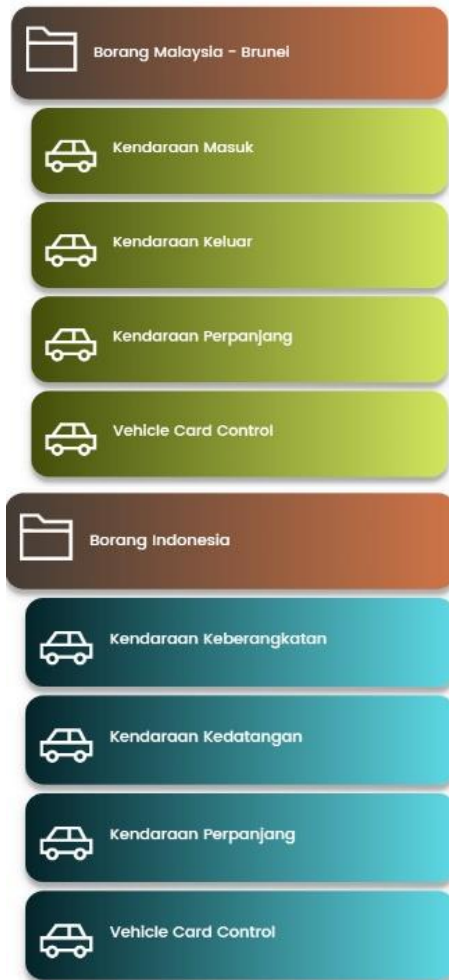 Borang Malaysia - Brunei
Kendaraan Masuk
Kendaraan Keluar
Kendaraan Perpanjang
Vehicle Card Control
Borang Indonesia
Kendaraan Keberangkatan
Kendaraan Kedatangan
Kendaraan Perpanjang
Vehicle Card Control